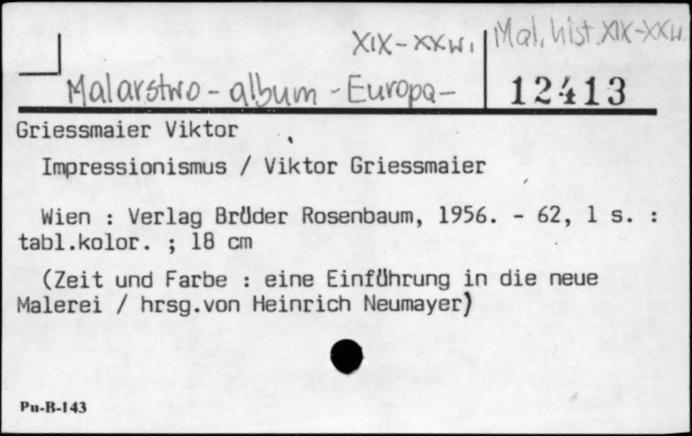 XIX-XXw.
Mal. hist. XIX-XXw.
Malarstwo - album - Europa -
12413
Griessmaier Viktor
Impressionismus / Viktor Griessmaier
Wien : Verlag Brüder Rosenbaum, 1956. - 62, 1 s. :
tabl.kolor. ; 18 cm
(Zeit und Farbe : eine Einführung in die neue
Malerei / hrsg.von Heinrich Neumayer)
Pu-B-143